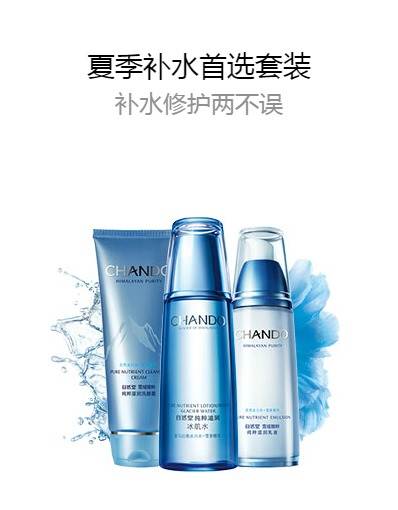 夏季补水首选套装
补水修护两不误
CHANDO
HIMALAYAN PURITY
PURE NUTRIENT CLEANSING
CREAM
自然堂 雪域精粹
纯粹滋润洗颜霜
CHANDO
PURE NUTRIENT LOTION
GLACIER WATER
自然堂 纯粹滋润
冰肌水
CHANDO
HIMALAYAN PURITY
PURE NUTRIENT EMULSION
自然堂 雪域精粹
纯粹滋润乳液